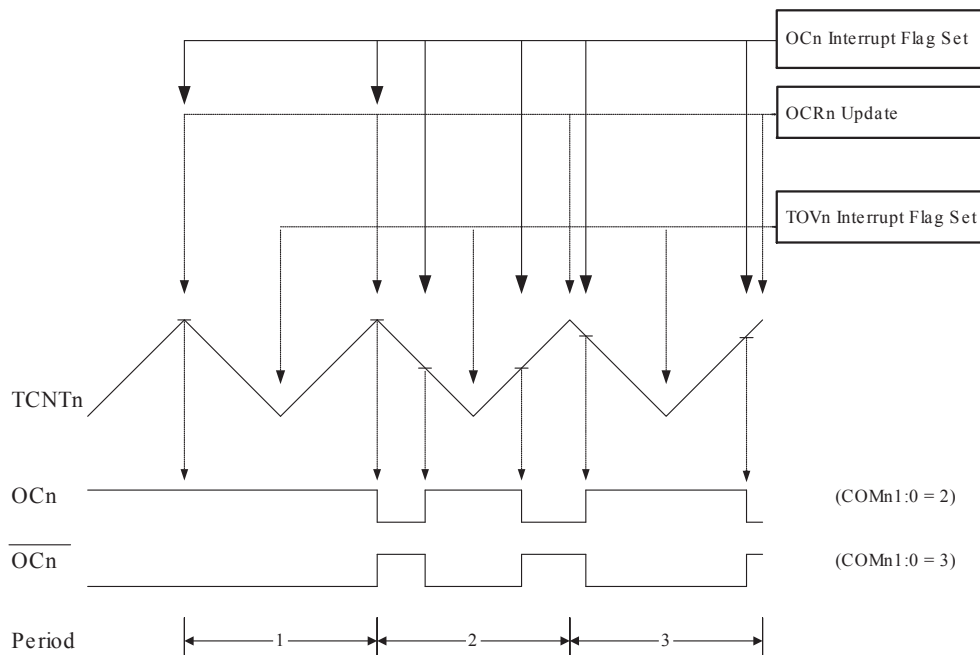 OCn Interrupt Flag Set
OCRn Update
TOVn Interrupt Flag Set
TCNTn
OCn
(COMn1:0 = 2)
OCn
(COMn1:0 = 3)
Period
1
2
3